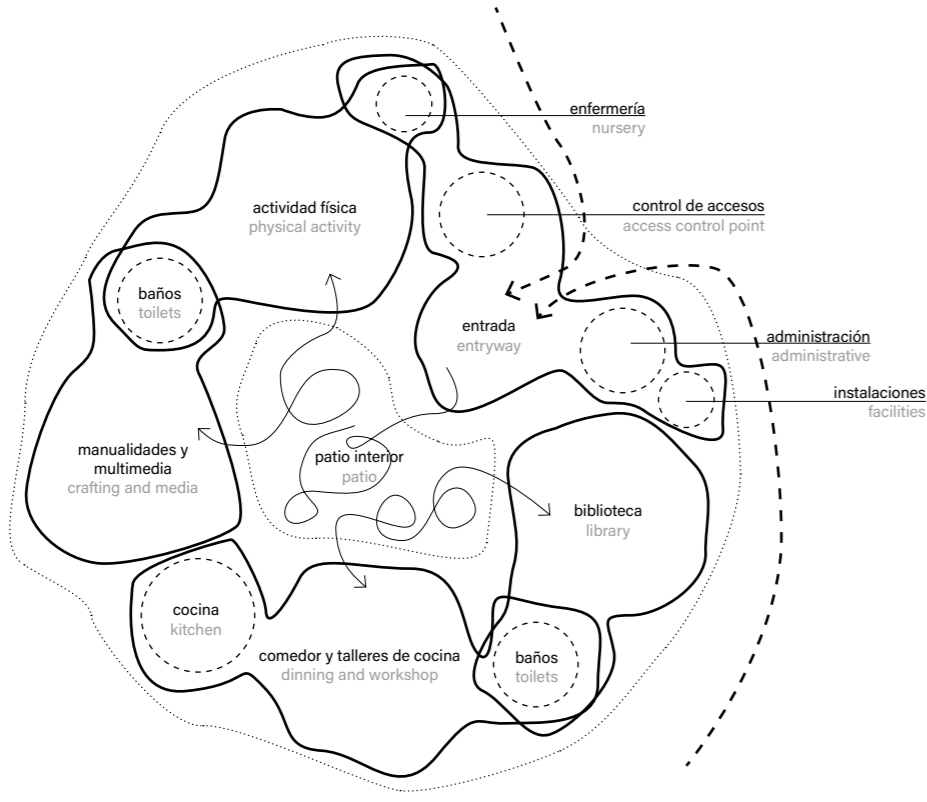 enfermería
nursery
control de accesos
access control point
actividad física
physical activity
baños
toilets
entrada
entryway
administración
administrative
instalaciones
facilities
manualidades y
multimedia
crafting and media
patio interior
patio
biblioteca
library
cocina
kitchen
comedor y talleres de cocina
dinning and workshop
baños
toilets